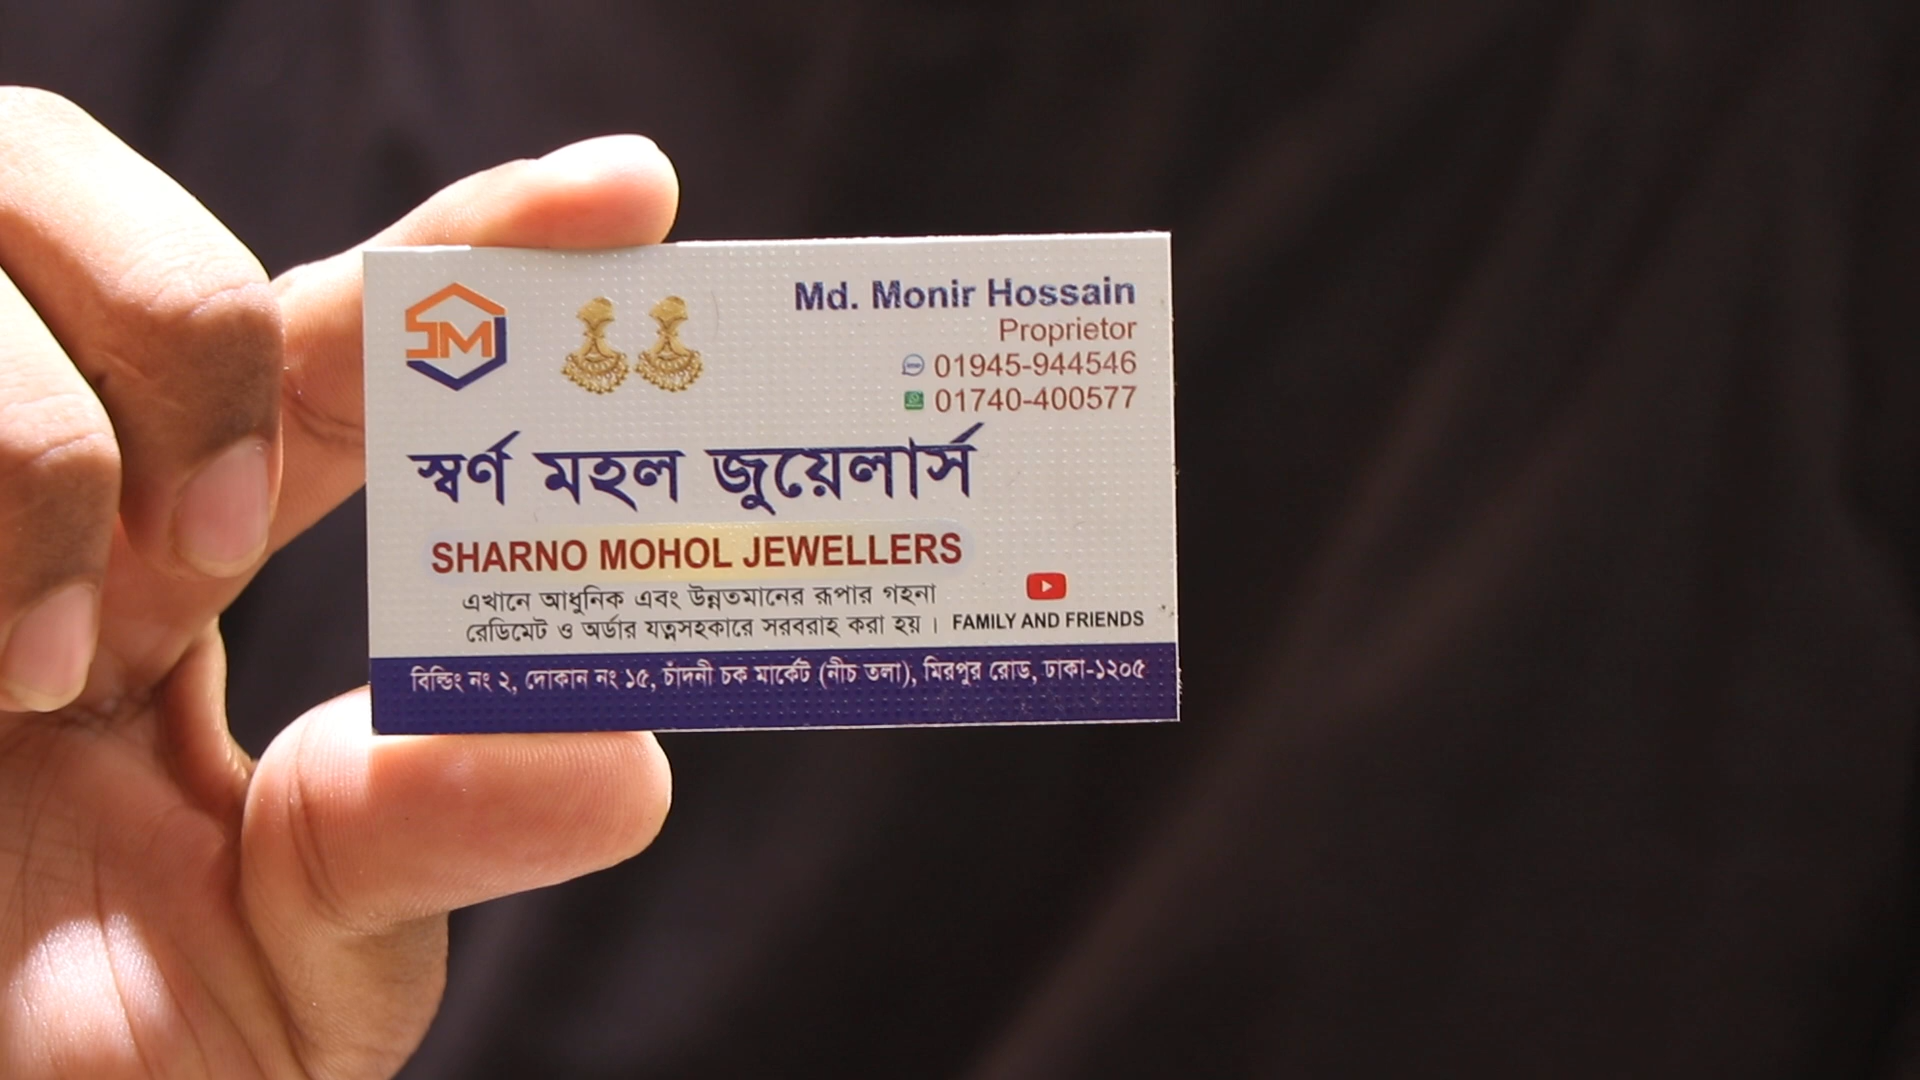 SM
Md. Monir Hossain
Proprietor
01945-944546
01740-400577
স্বর্ণ মহল জুয়েলার্স
SHARNO MOHOL JEWELLERS
এখানে আধুনিক এবং উন্নতমানের রূপার গহনা
রেডিমেট ও অর্ডার যত্নসহকারে সরবরাহ করা হয়।
FAMILY AND FRIENDS
বিল্ডিং নং ২, দোকান নং ১৫, চাঁদনী চক মার্কেট (নীচ তলা), মিরপুর রোড, ঢাকা-১২০৫